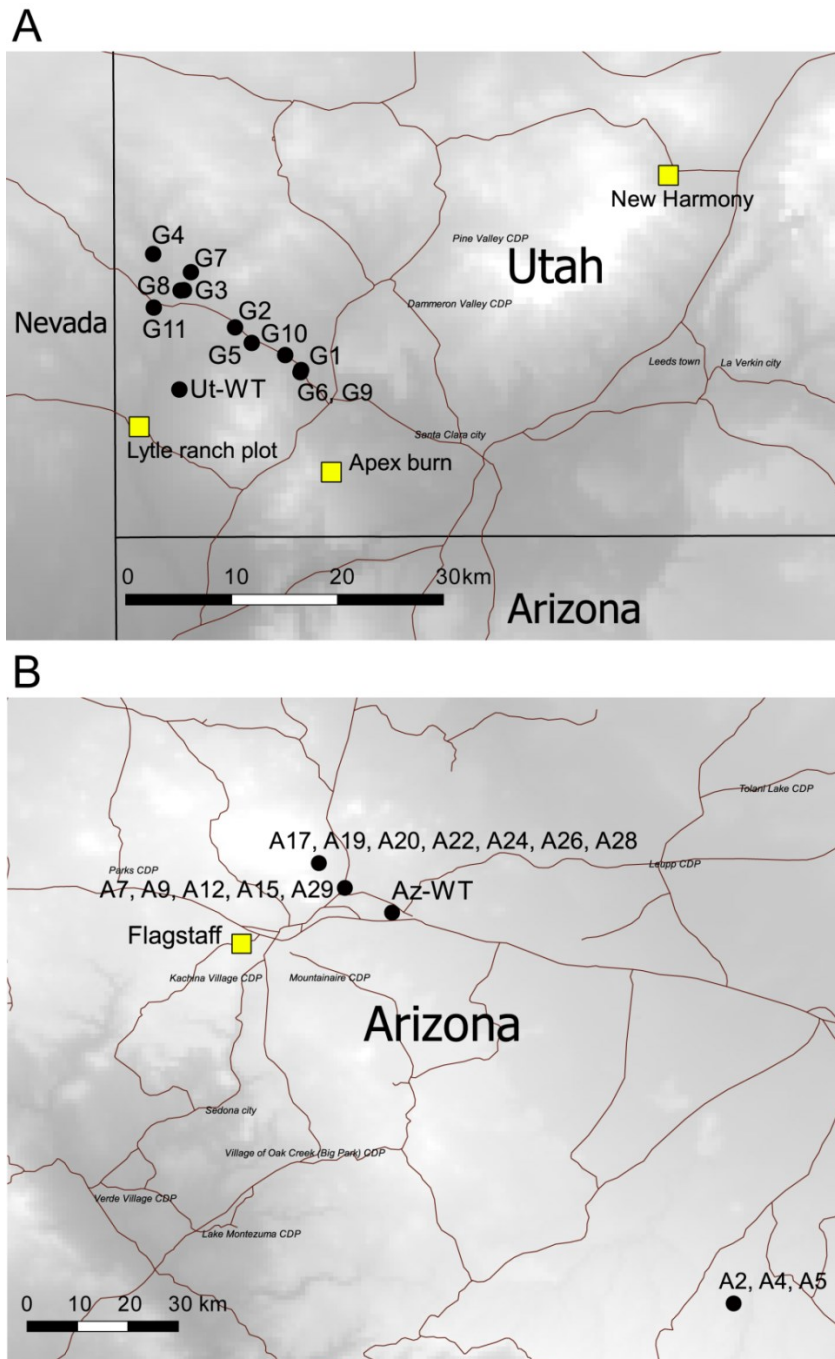 A
New Harmony
G4
Pine Valley CDP
Utah
G7
G8
G3
Dammeron Valley CDP
Nevada
G11
G2
G10
G5
G1
Leeds town
La Verkin city
Ut-WT
G6, G9
Santa Clara city
Lytle ranch plot
Apex burn
0 10 20 30km
Arizona
B
Tolani Lake CDP
A17, A19, A20, A22, A24, A26, A28
Parks CDP
Leupp CDP
A7, A9, A12, A15, A29
Az-WT
Flagstaff
Kachina Village CDP
Mountainaire CDP
Arizona
Sedona city
Village of Oak Creek (Big Park) CDP
Verde Village CDP
Lake Montezuma CDP
A2, A4, A5
0 10 20 30 km